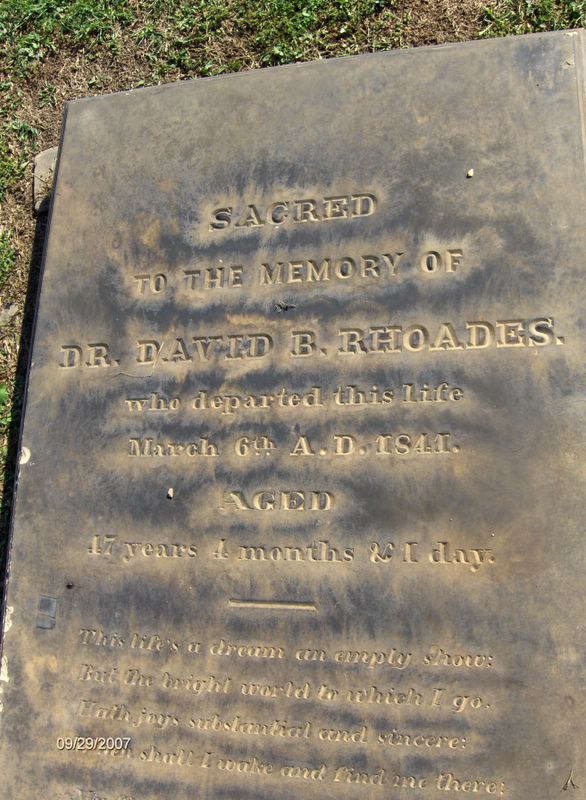 SACRED
TO THE MEMORY OF
DR. DAVID B. RHOADES.
who departed this life
March 6th A.D. 1841.
AGED
47 years 4 months & 1 day.
This life's a dream an empty show:
But the bright world to which I go,
Hath joys substantial and sincere:
shall I wake and find me there;
09/29/2007